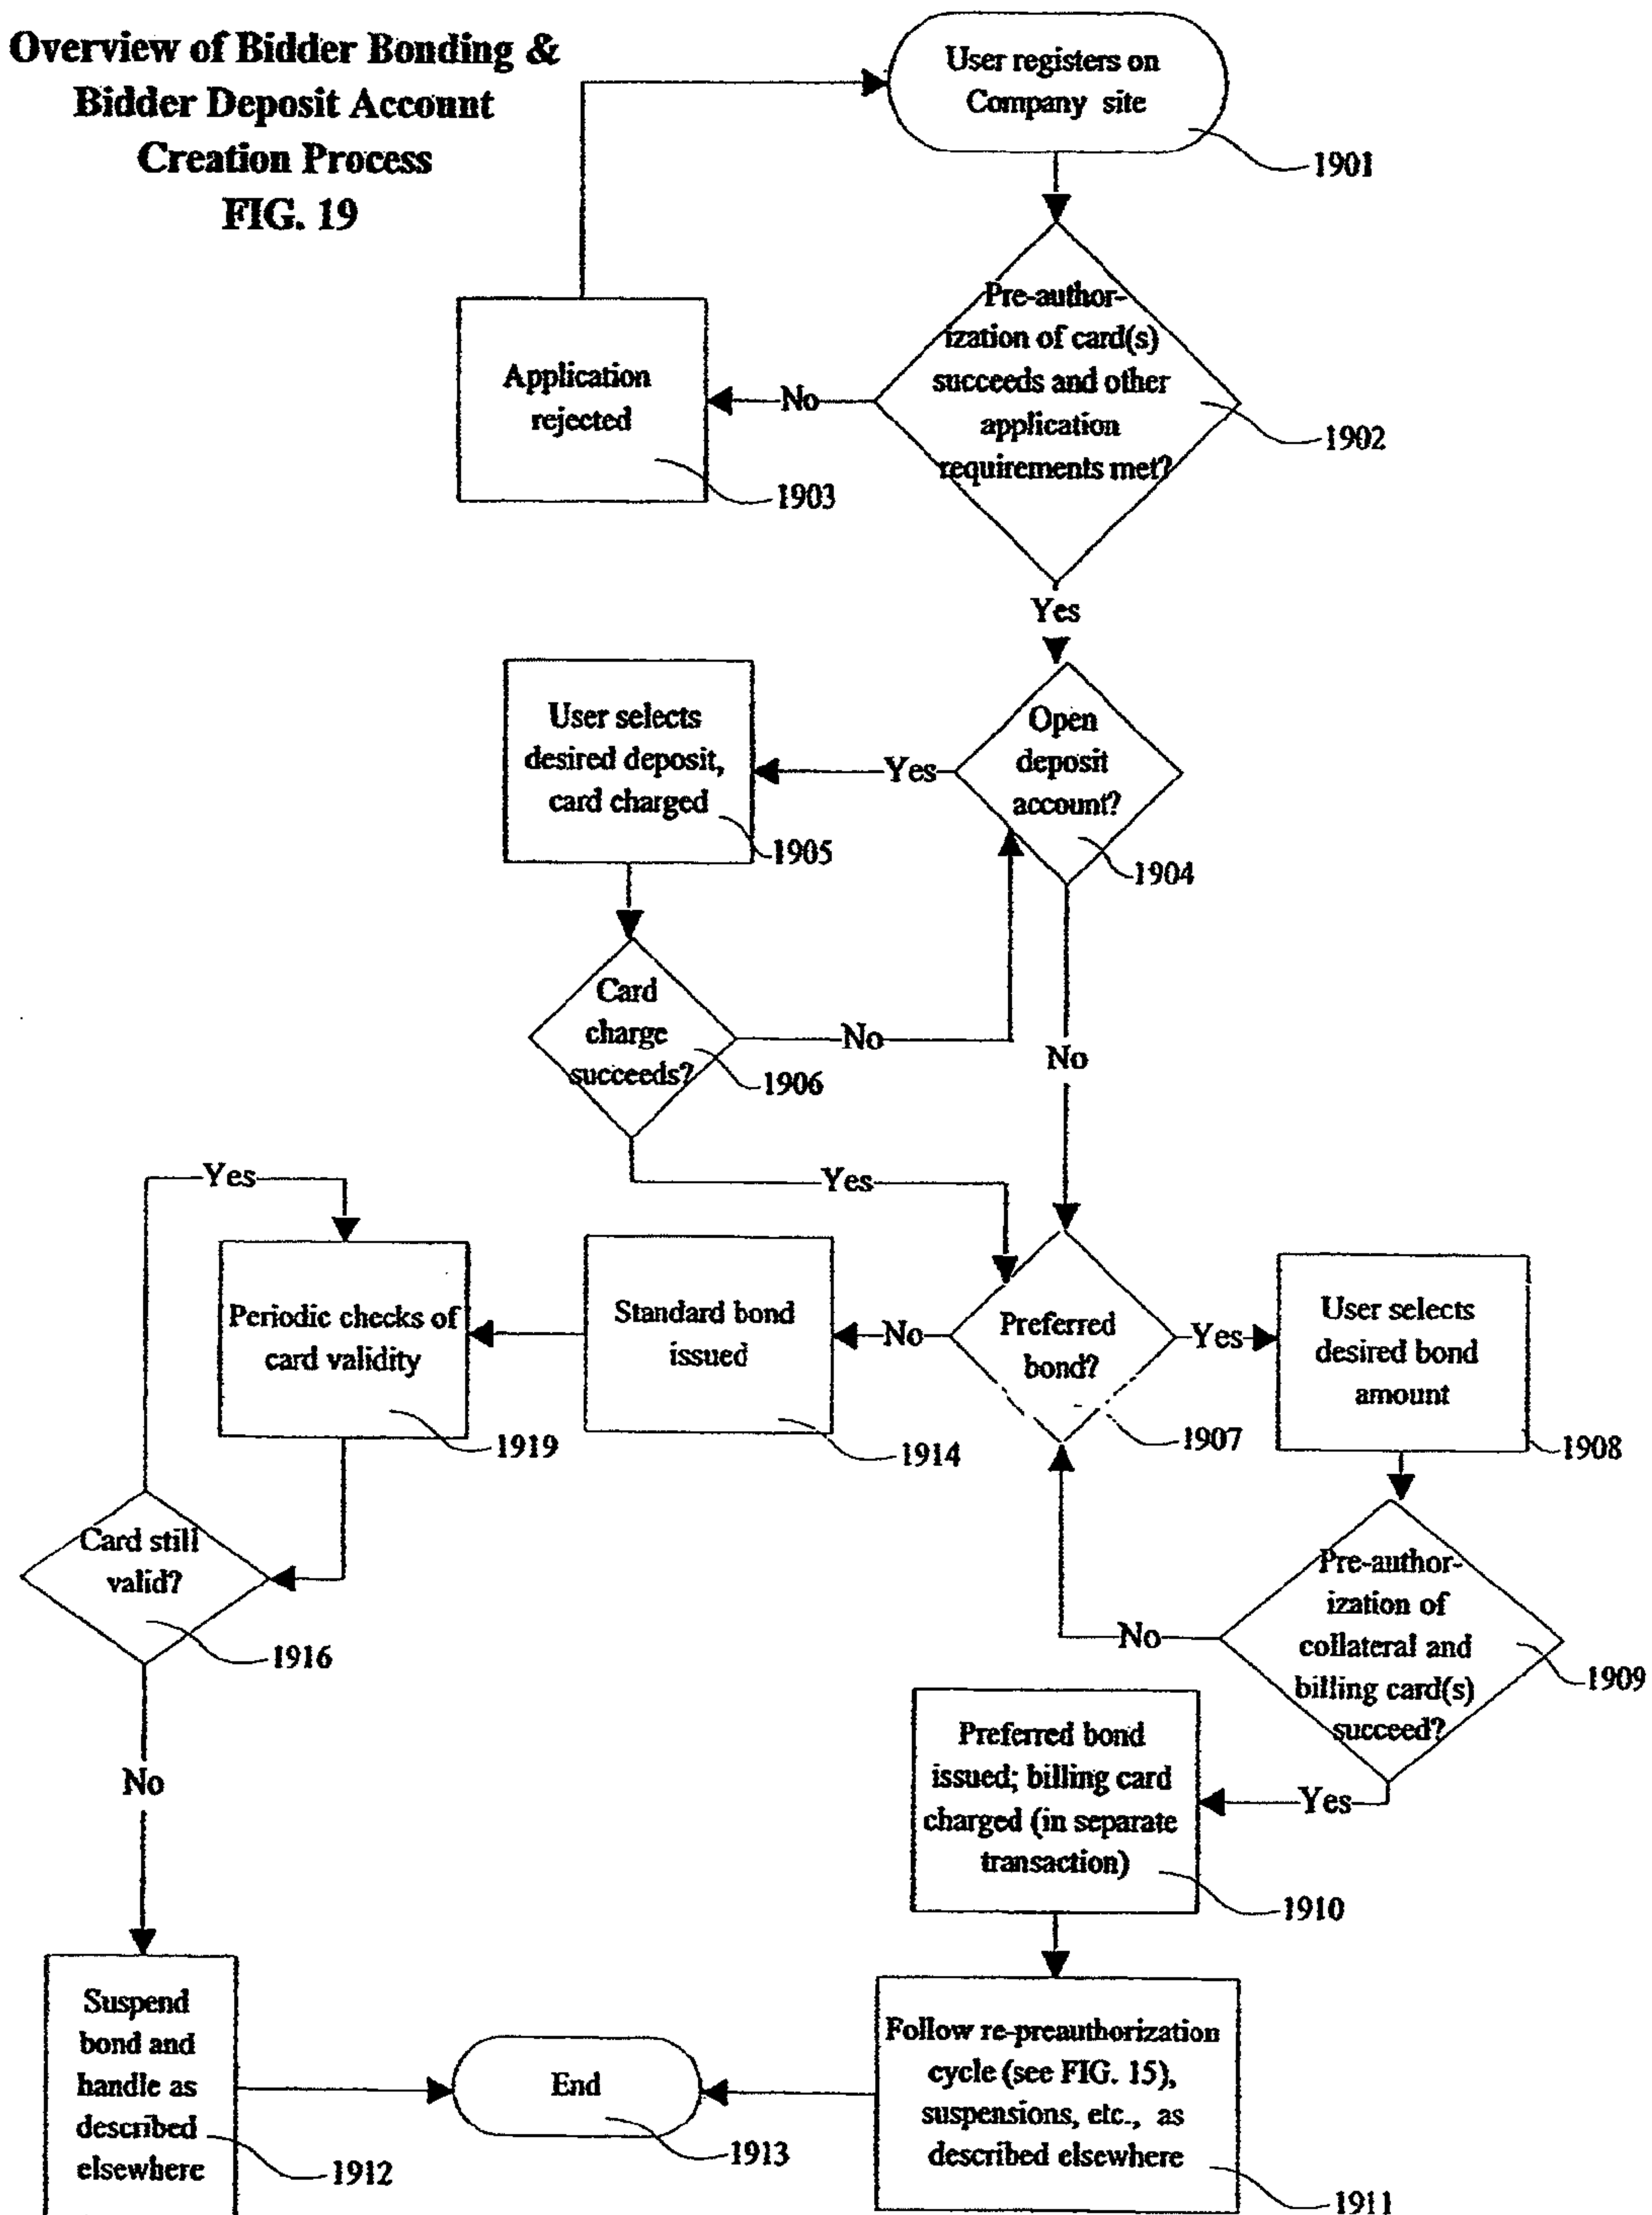 Overview of Bidder Bonding &
Bidder Deposit Account
Creation Process
FIG. 19
User registers on
Company site
1901
Pre-author-
ization of card(s)
succeeds and other
application
requirements met?
1902
No
Application
rejected
1903
Yes
Open
deposit
account?
1904
Yes
User selects
desired deposit,
card charged
1905
Card
charge
succeeds?
1906
No
No
Yes
Yes
Periodic checks of
card validity
1919
Standard bond
issued
1914
No
Preferred
bond?
1907
Yes
User selects
desired bond
amount
1908
Card still
valid?
1916
No
Pre-author-
ization of
collateral and
billing card(s)
succeed?
1909
No
Yes
Preferred bond
issued; billing card
charged (in separate
transaction)
1910
Suspend
bond and
handle as
described
elsewhere
1912
End
1913
Follow re-preauthorization
cycle (see FIG. 15),
suspensions, etc., as
described elsewhere
1911